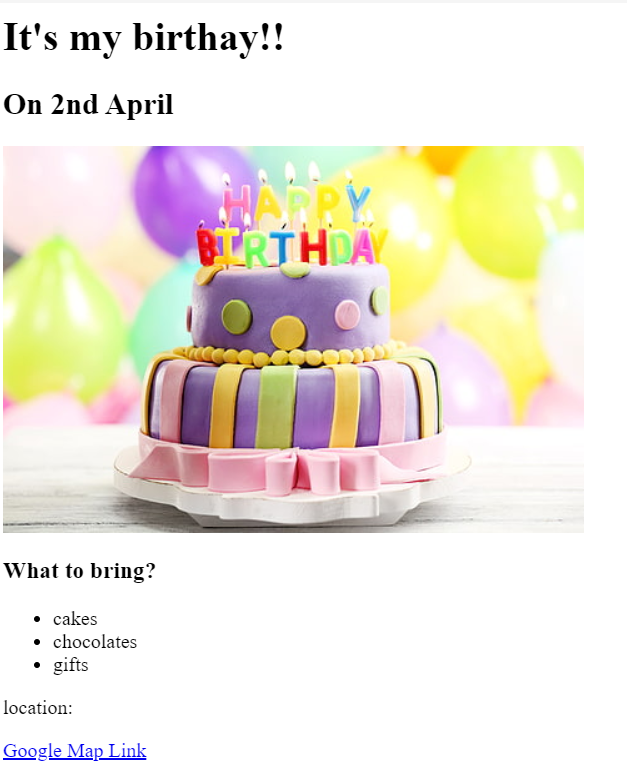 It's my birthay!!
On 2nd April
HAPPY
BIRTHDAY
What to bring?
cakes
chocolates
gifts
location:
Google Map Link